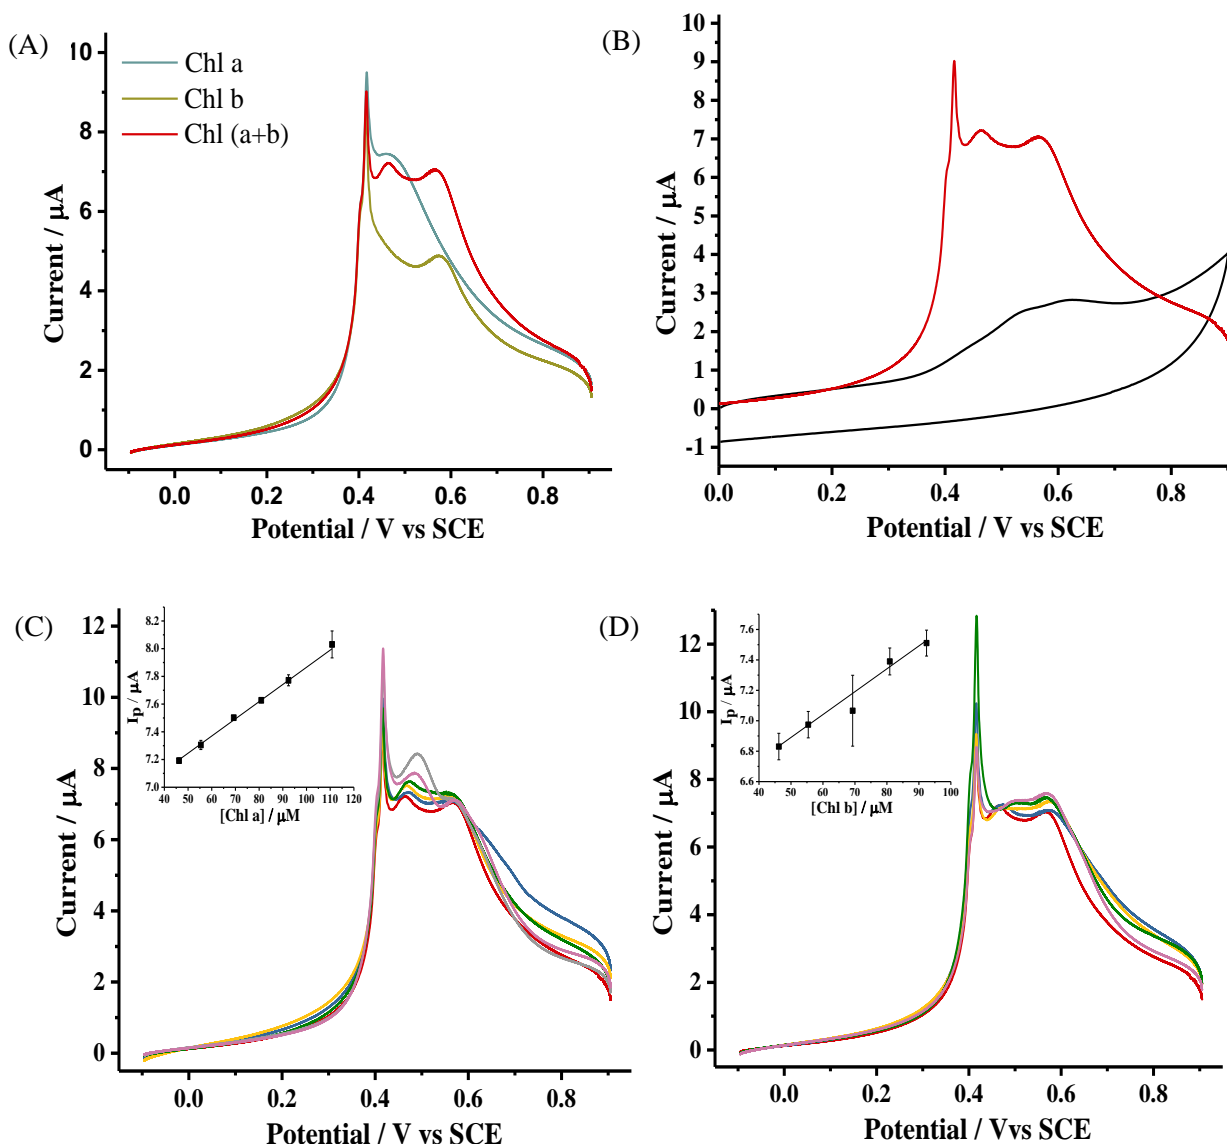 (A)
Chl a
Chl b
Chl (a+b)
10
8
6
4
2
0
Current / μA
0.0 0.2 0.4 0.6 0.8
Potential / V vs SCE
(B)
10
9
8
7
6
5
4
3
2
1
0
-1
Current / μA
0.0 0.2 0.4 0.6 0.8
Potential / V vs SCE
(C)
12
10
8
6
4
2
0
Current / μA
0.0 0.2 0.4 0.6 0.8
Potential / V vs SCE
8.2
8.0
7.8
7.6
7.4
7.2
7.0
Ip / μA
40 50 60 70 80 90 100 110 120
[Chl a] / μM
(D)
12
10
8
6
4
2
0
Current / μA
0.0 0.2 0.4 0.6 0.8
Potential / Vvs SCE
7.6
7.4
7.2
7.0
6.8
6.6
Ip / μA
40 50 60 70 80 90 100
[Chl b] / μM